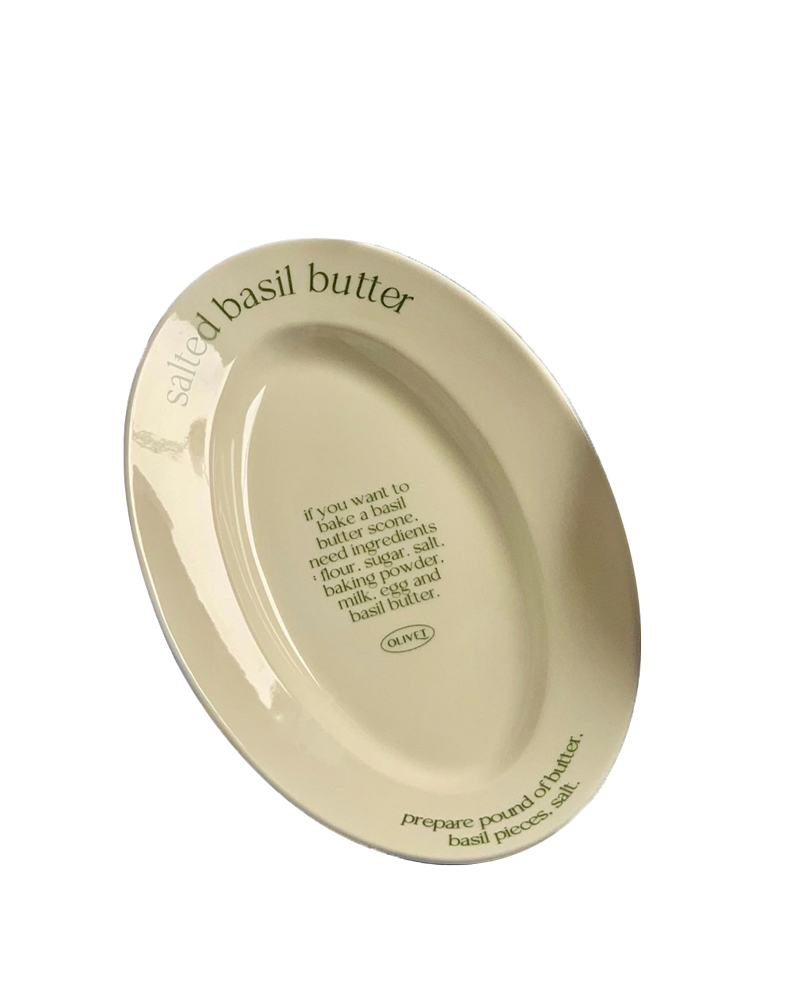 salted basil butter
if you want to
bake a basil
butter scone.
need ingredients
: flour. sugar. salt.
baking powder.
milk. egg and
basil butter.
OLIVET
prepare pound of butter.
basil pieces. salt.